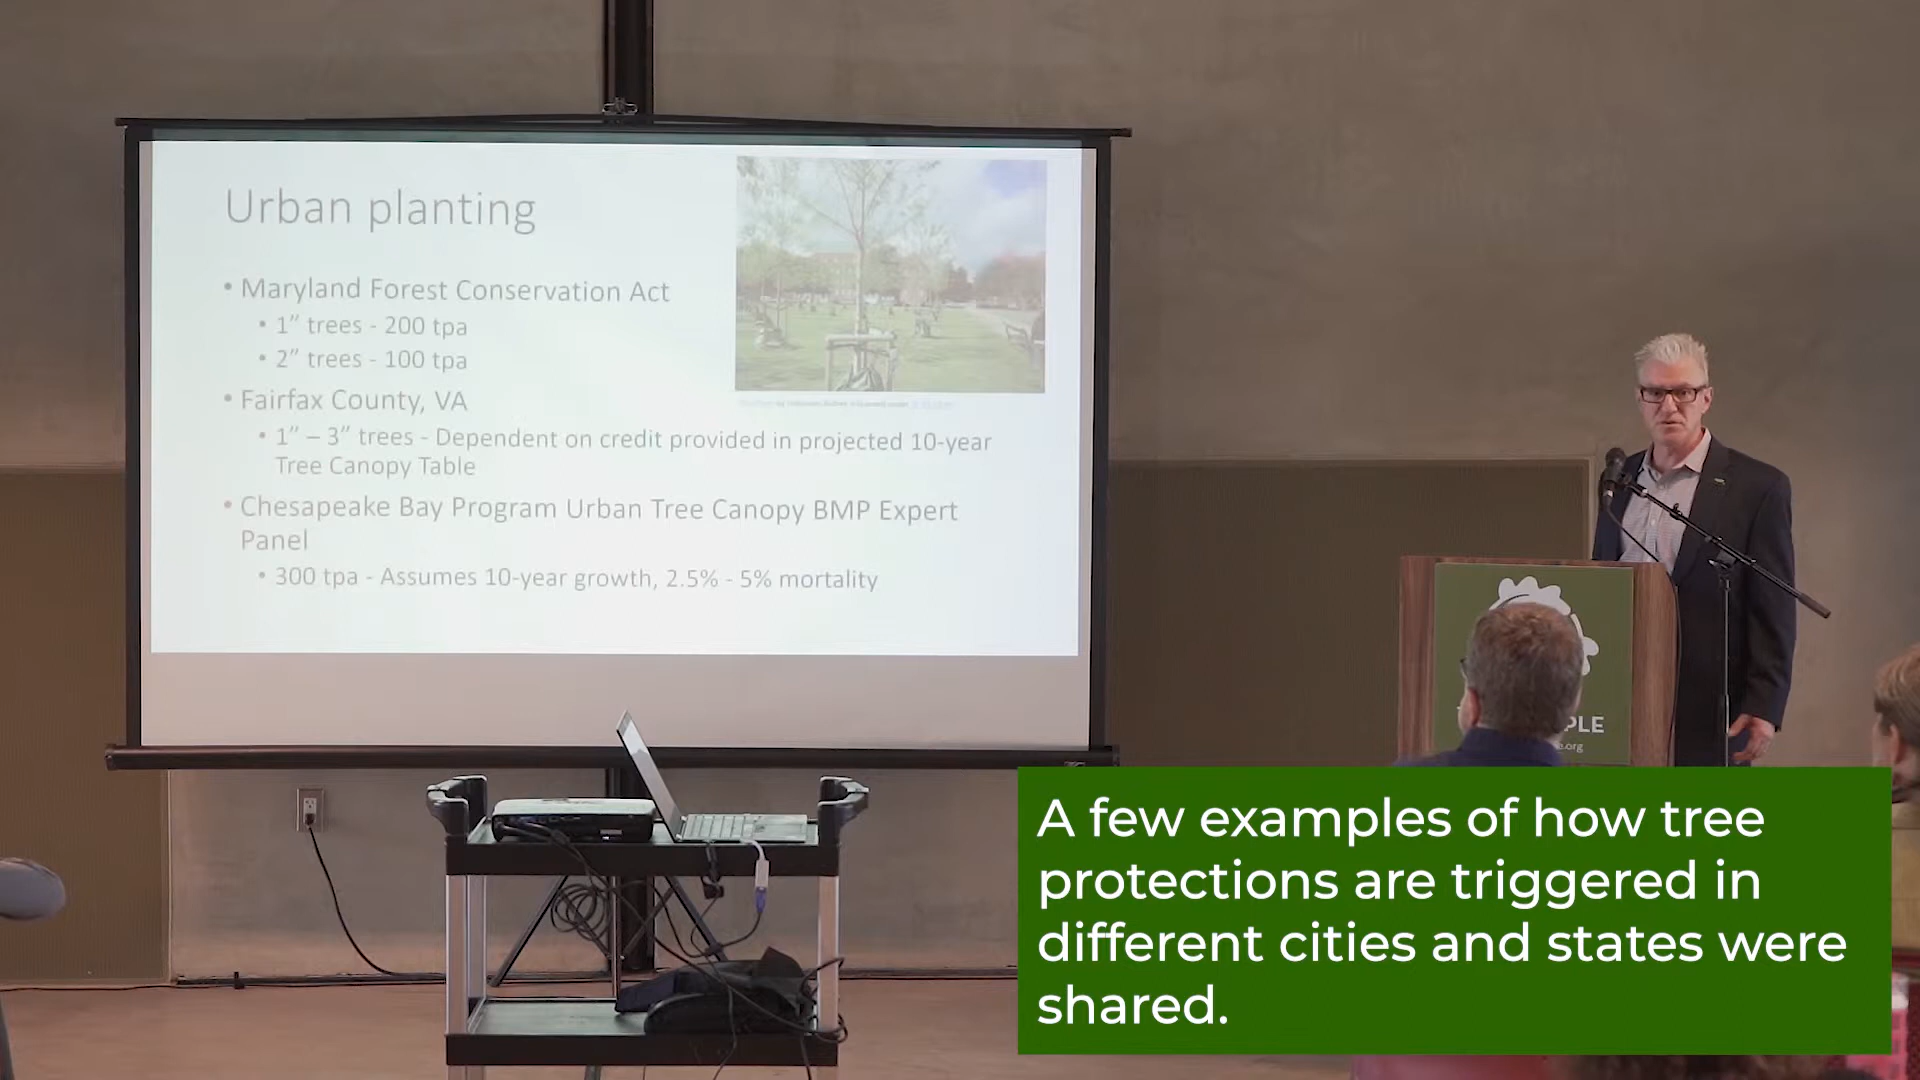 Urban planting
• Maryland Forest Conservation Act
• 1” trees - 200 tpa
• 2” trees - 100 tpa
• Fairfax County, VA
• 1” – 3” trees - Dependent on credit provided in projected 10-year
Tree Canopy Table
• Chesapeake Bay Program Urban Tree Canopy BMP Expert
Panel
• 300 tpa - Assumes 10-year growth, 2.5% - 5% mortality
PLE
.org
A few examples of how tree
protections are triggered in
different cities and states were
shared.